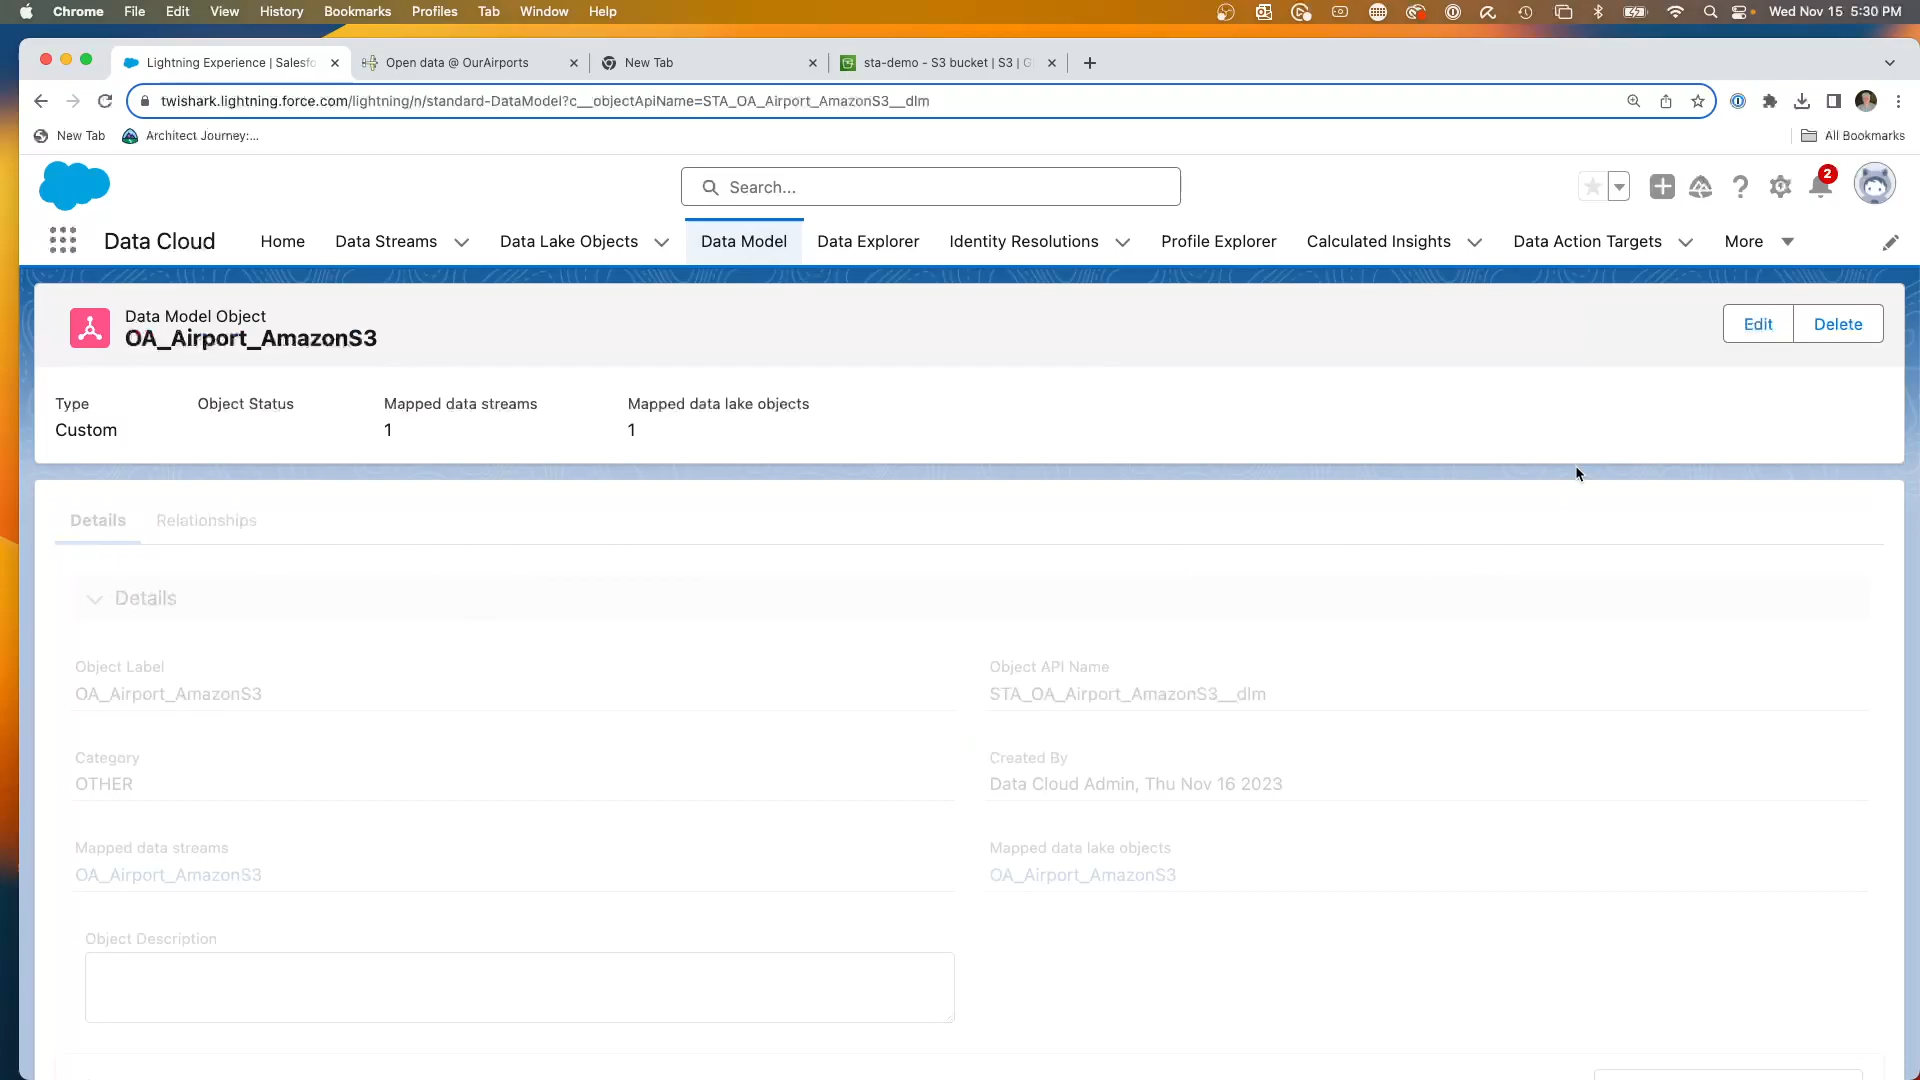 Chrome File Edit View History Bookmarks Profiles Tab Window Help Wed Nov 15 5:30 PM
Lightning Experience | Salesfo Open data @ OurAirports New Tab sta-demo - S3 bucket | S3 | G
twishark.lightning.force.com/lightning/n/standard-DataModel?c__objectApiName=STA_OA_Airport_AmazonS3__dlm
New Tab Architect Journey:... All Bookmarks
Search... 2
Data Cloud Home Data Streams Data Lake Objects Data Model Data Explorer Identity Resolutions Profile Explorer Calculated Insights Data Action Targets More
Data Model Object
OA_Airport_AmazonS3
Edit Delete
Type Object Status Mapped data streams Mapped data lake objects
Custom 1 1
Details Relationships
Details
Object Label Object API Name
OA_Airport_AmazonS3 STA_OA_Airport_AmazonS3__dlm
Category Created By
OTHER Data Cloud Admin, Thu Nov 16 2023
Mapped data streams Mapped data lake objects
OA_Airport_AmazonS3 OA_Airport_AmazonS3
Object Description